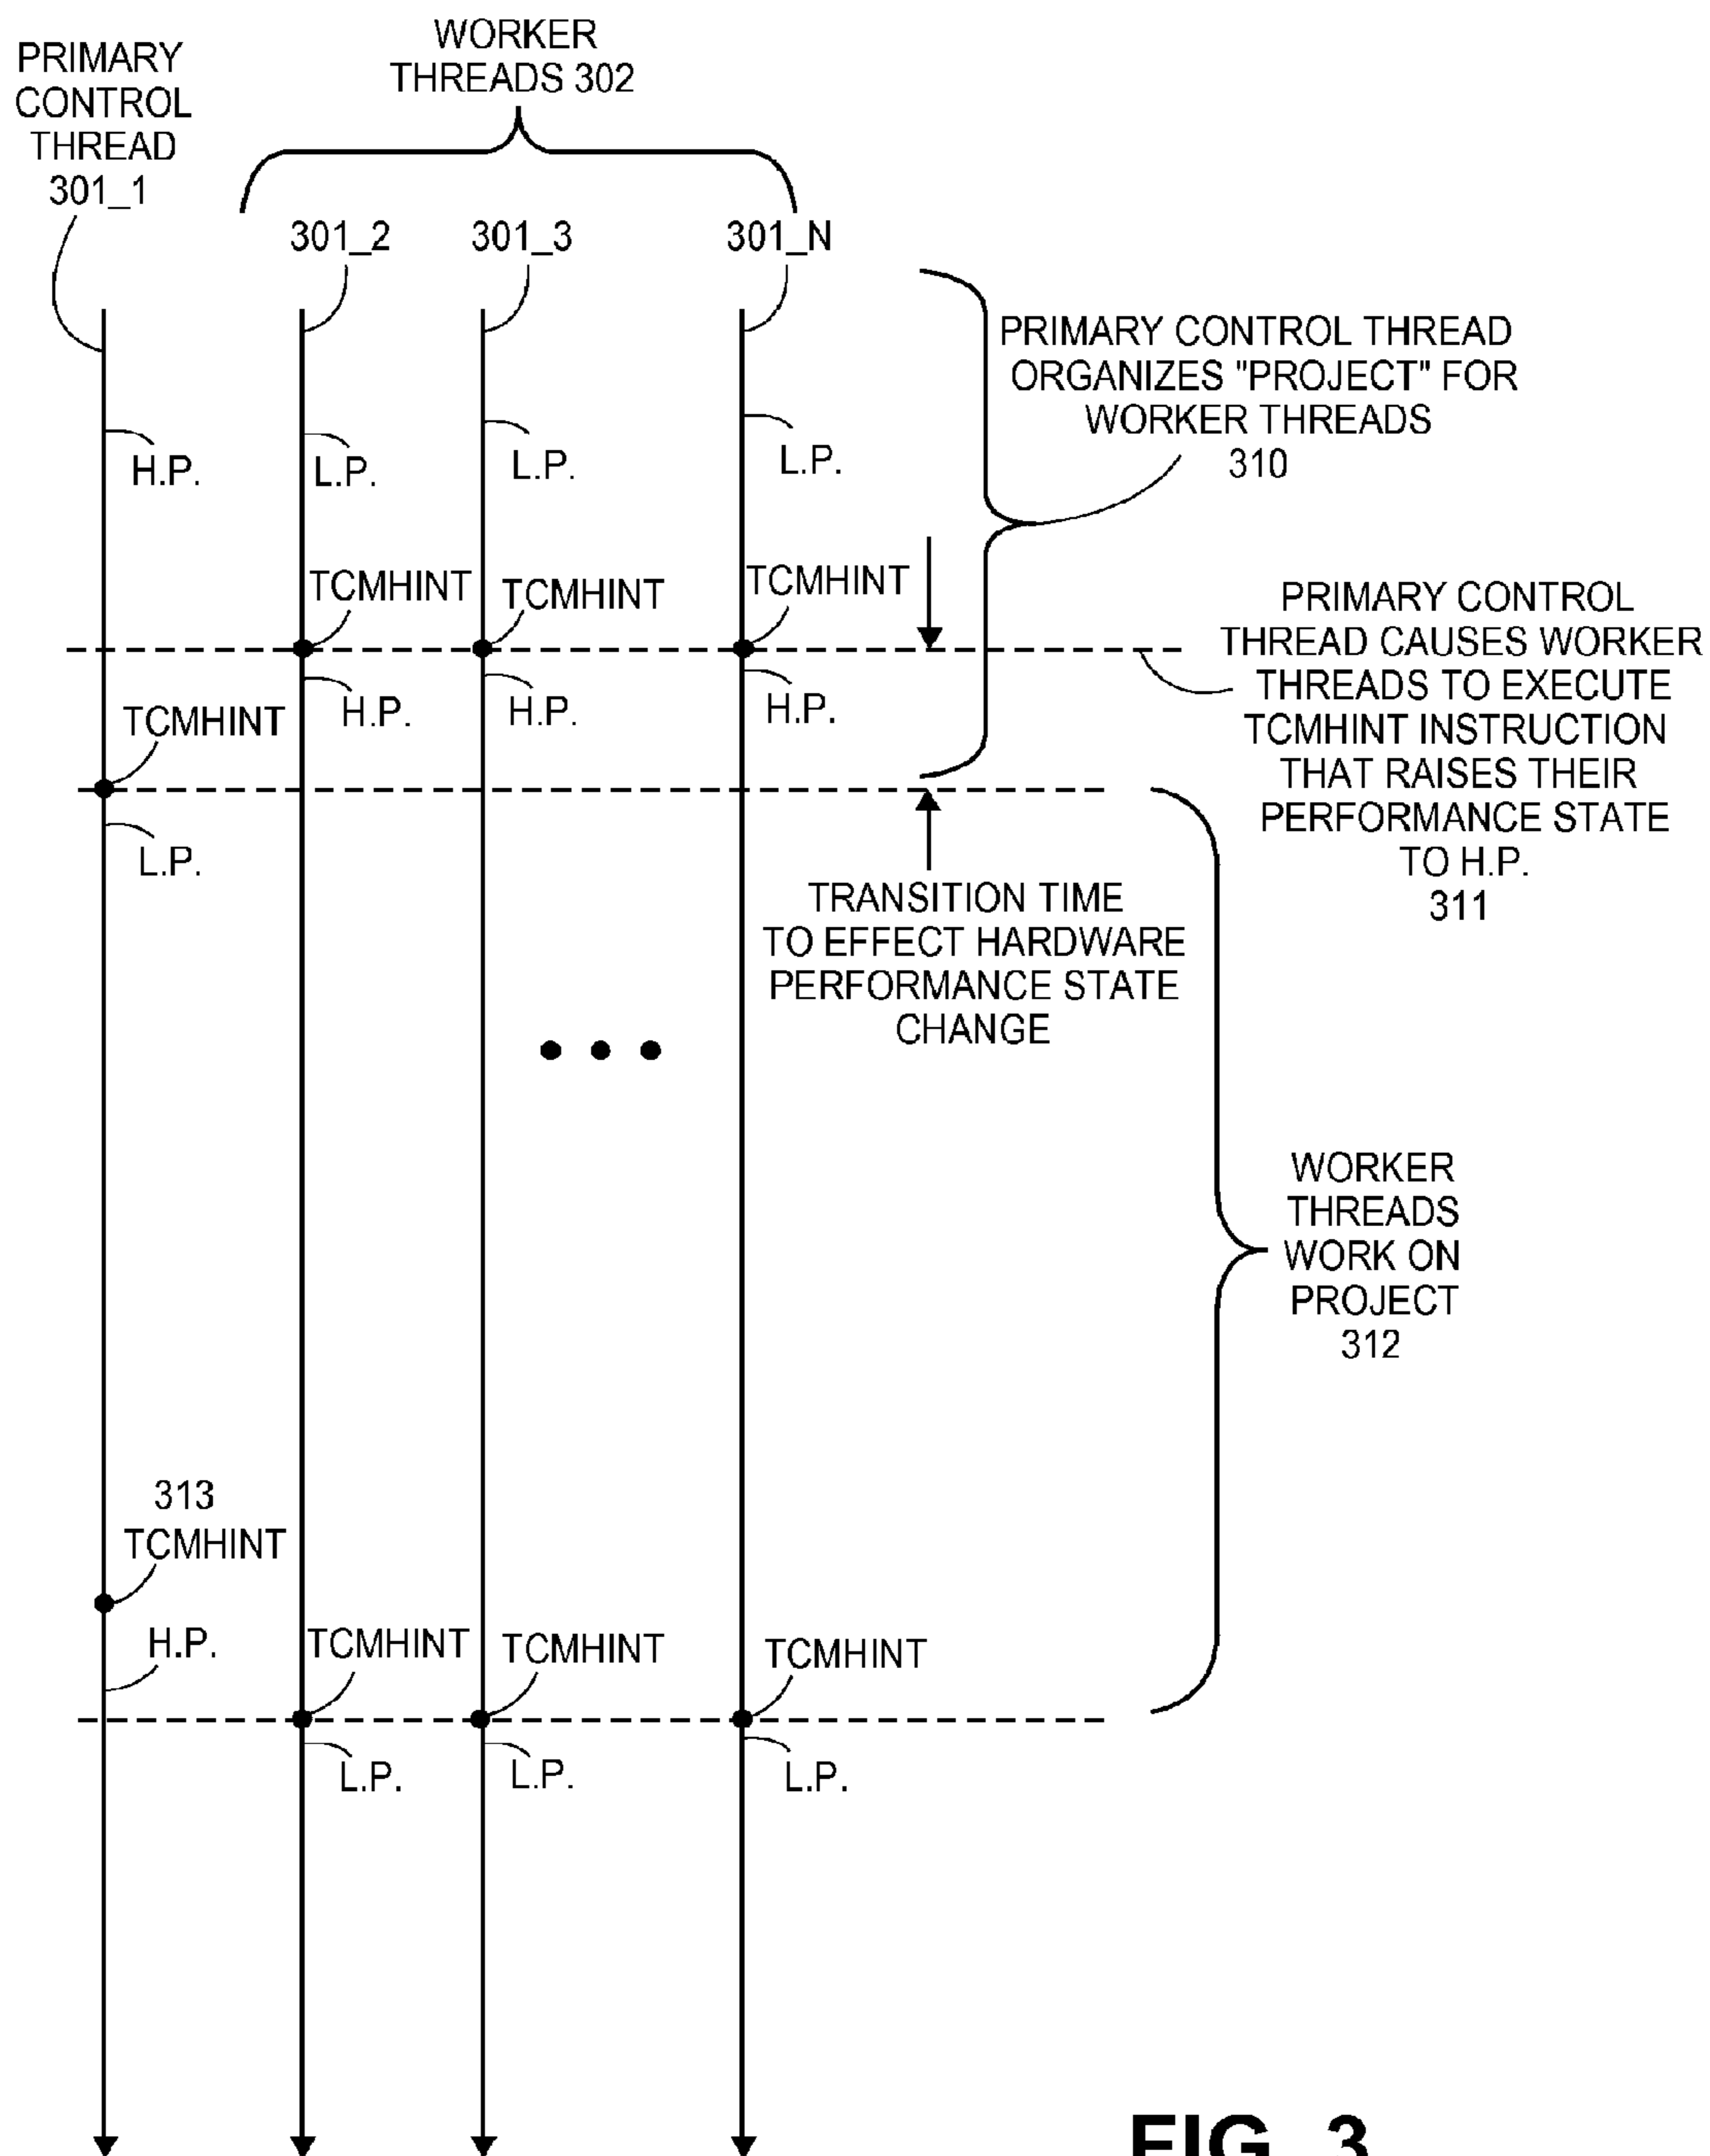 PRIMARY
CONTROL
THREAD
301_1
WORKER
THREADS 302
301_2
301_3
301_N
PRIMARY CONTROL THREAD
ORGANIZES "PROJECT" FOR
WORKER THREADS
310
H.P.
L.P.
L.P.
L.P.
TCMHINT
TCMHINT
TCMHINT
PRIMARY CONTROL
THREAD CAUSES WORKER
THREADS TO EXECUTE
TCMHINT INSTRUCTION
THAT RAISES THEIR
PERFORMANCE STATE
TO H.P.
311
H.P.
H.P.
H.P.
TCMHINT
L.P.
TRANSITION TIME
TO EFFECT HARDWARE
PERFORMANCE STATE
CHANGE
WORKER
THREADS
WORK ON
PROJECT
312
313
TCMHINT
H.P.
TCMHINT
TCMHINT
TCMHINT
L.P.
L.P.
L.P.
FIG. 3